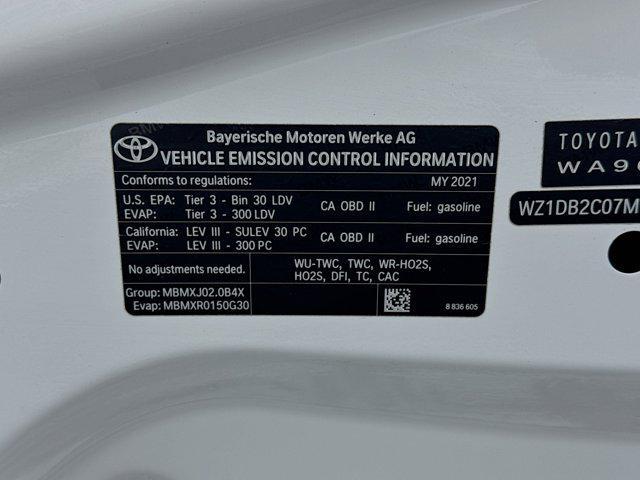 Bayerische Motoren Werke AG
VEHICLE EMISSION CONTROL INFORMATION
Conforms to regulations: MY 2021
U.S. EPA: Tier 3 - Bin 30 LDV CA OBD II Fuel: gasoline
EVAP: Tier 3 - 300 LDV
California: LEV III - SULEV 30 PC CA OBD II Fuel: gasoline
EVAP: LEV III - 300 PC
No adjustments needed. WU-TWC, TWC, WR-HO2S,
HO2S, DFI, TC, CAC
Group: MBMXJ02.0B4X
Evap: MBMXR0150G30 8 836 605
TOYOTA
WZ1DB2C07M